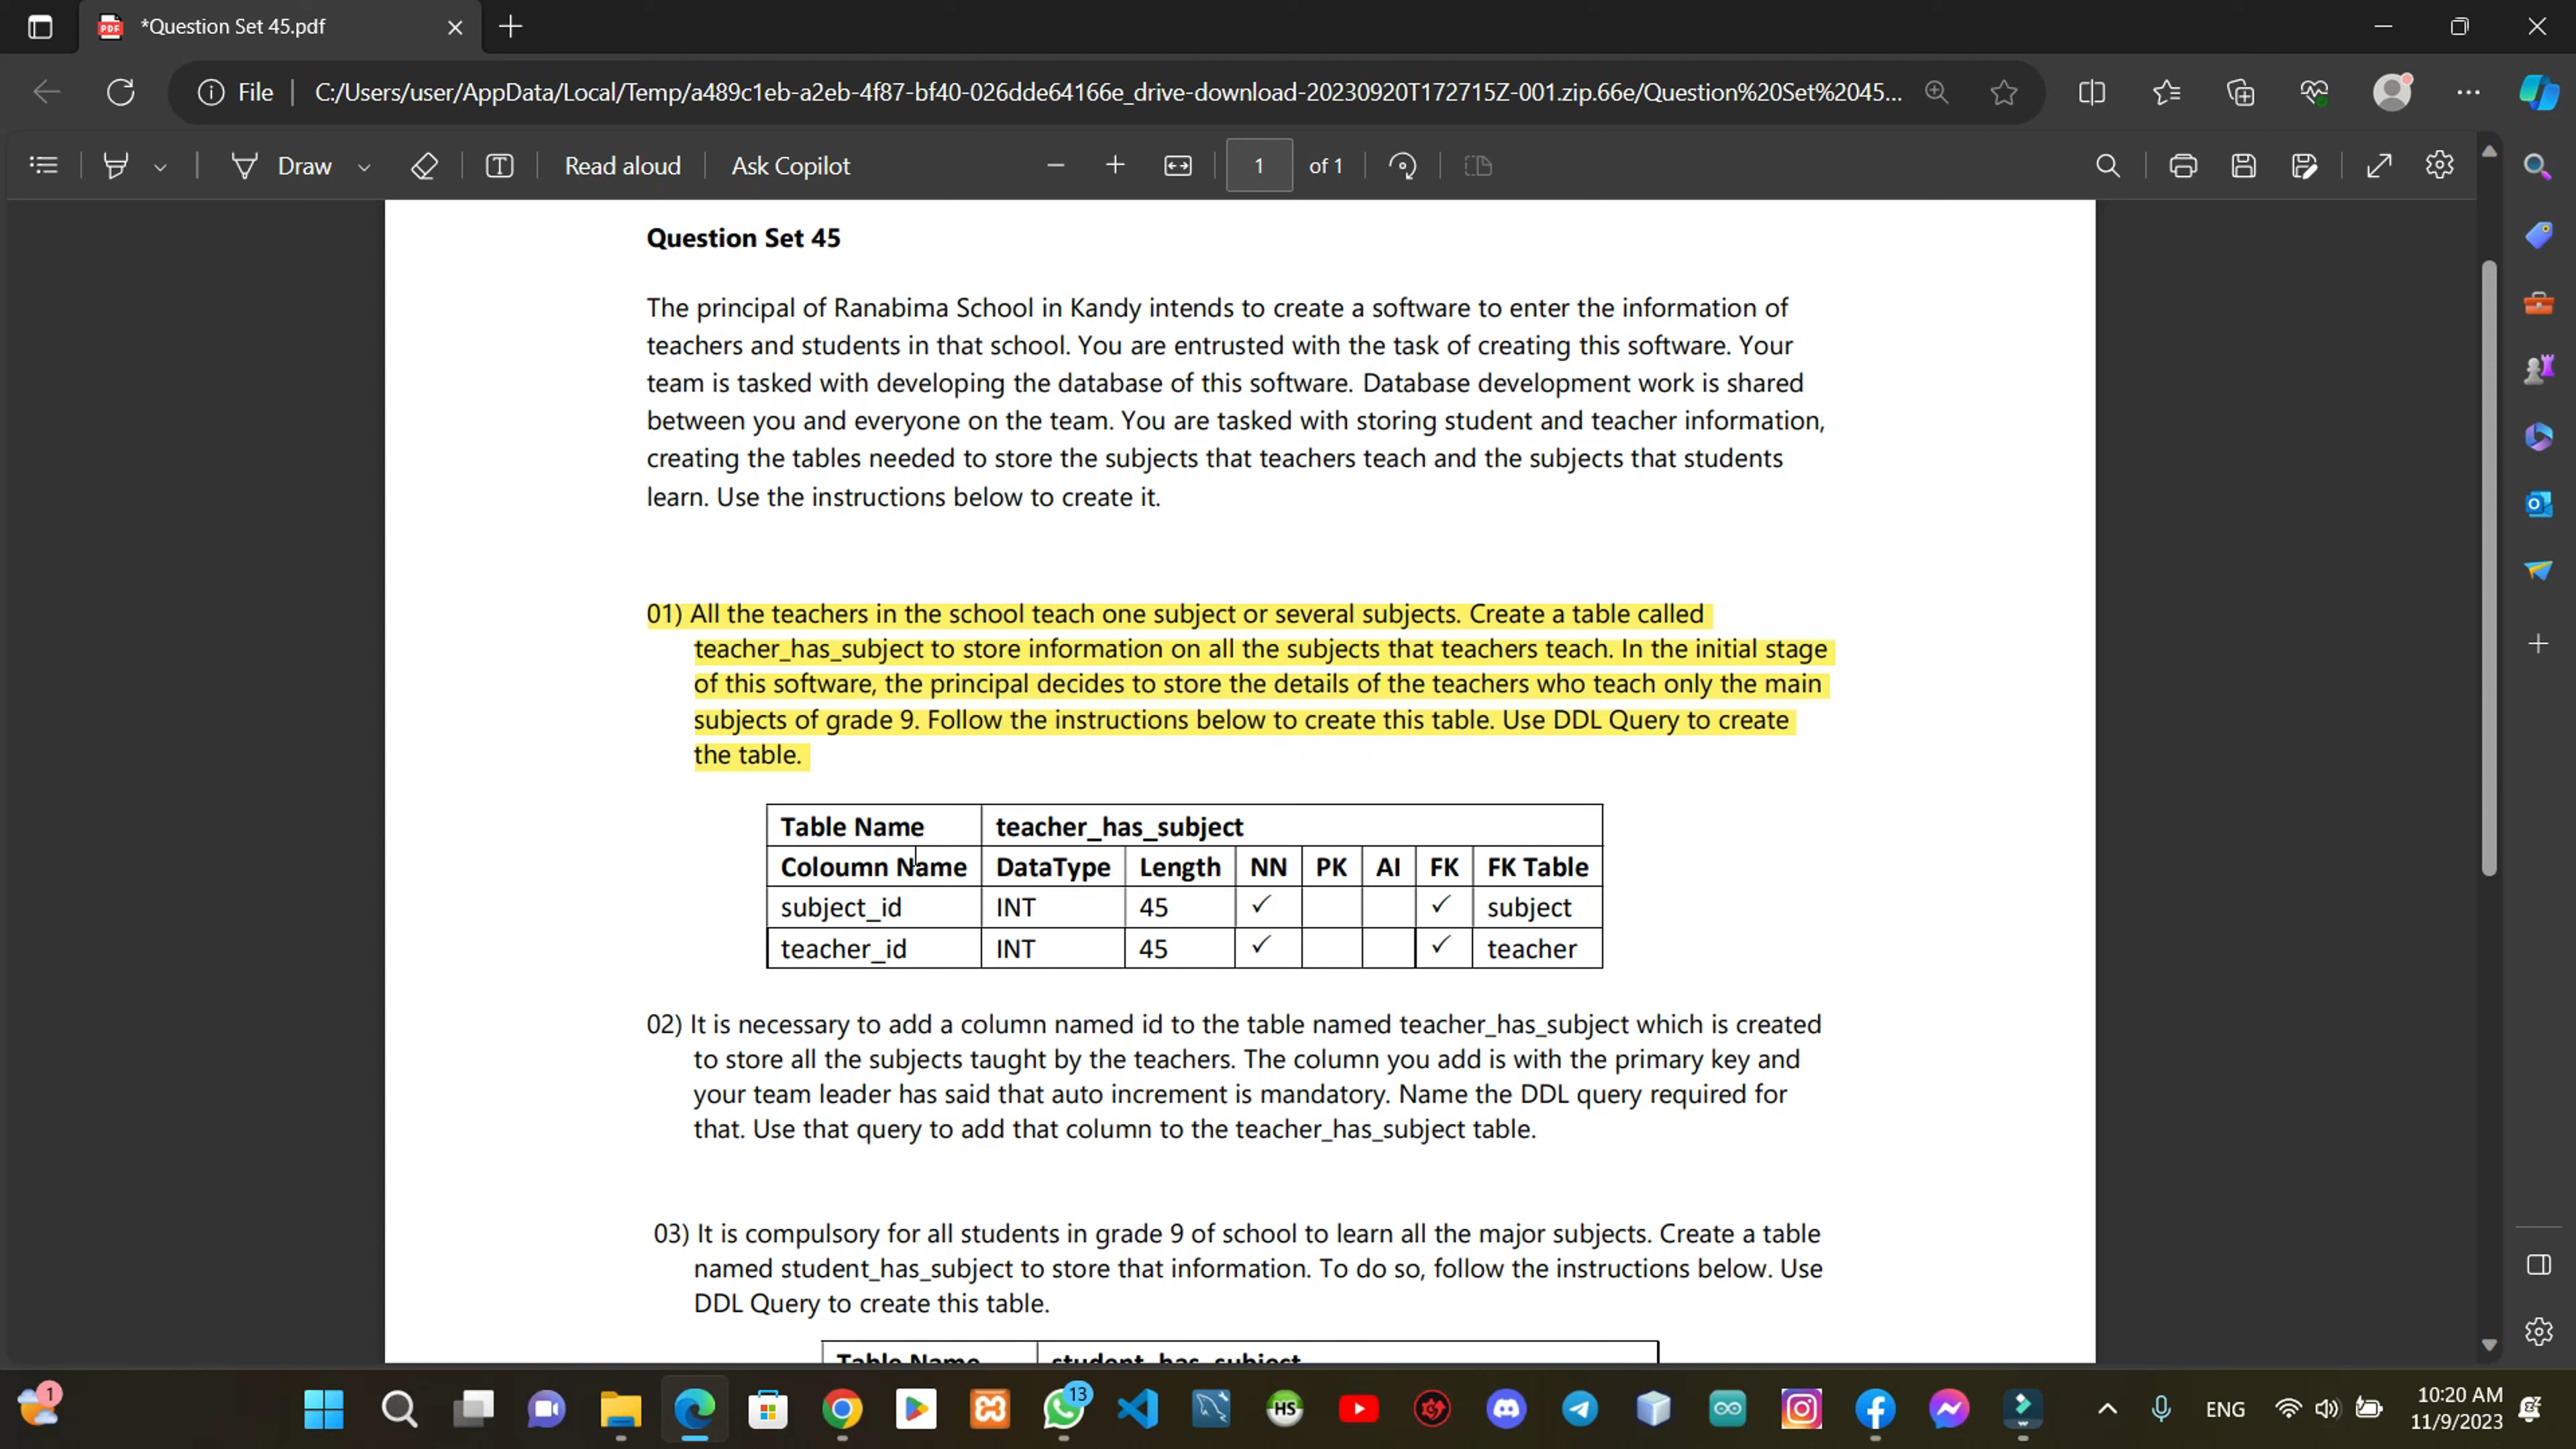 *Question Set 45.pdf
File
C:/Users/user/AppData/Local/Temp/a489c1eb-a2eb-4f87-bf40-026dde64166e_drive-download-20230920T172715Z-001.zip.66e/Question%20Set%2045...
Draw
Read aloud
Ask Copilot
1
of 1
Question Set 45
The principal of Ranabima School in Kandy intends to create a software to enter the information of
teachers and students in that school. You are entrusted with the task of creating this software. Your
team is tasked with developing the database of this software. Database development work is shared
between you and everyone on the team. You are tasked with storing student and teacher information,
creating the tables needed to store the subjects that teachers teach and the subjects that students
learn. Use the instructions below to create it.
01) All the teachers in the school teach one subject or several subjects. Create a table called
teacher_has_subject to store information on all the subjects that teachers teach. In the initial stage
of this software, the principal decides to store the details of the teachers who teach only the main
subjects of grade 9. Follow the instructions below to create this table. Use DDL Query to create
the table.
Table Name teacher_has_subject
Coloumn Name DataType Length NN PK AI FK FK Table
subject_id INT 45 ✓ ✓ subject
teacher_id INT 45 ✓ ✓ teacher
02) It is necessary to add a column named id to the table named teacher_has_subject which is created
to store all the subjects taught by the teachers. The column you add is with the primary key and
your team leader has said that auto increment is mandatory. Name the DDL query required for
that. Use that query to add that column to the teacher_has_subject table.
03) It is compulsory for all students in grade 9 of school to learn all the major subjects. Create a table
named student_has_subject to store that information. To do so, follow the instructions below. Use
DDL Query to create this table.
Table Name student_has_subject
1
13
HS
ENG
10:20 AM
11/9/2023